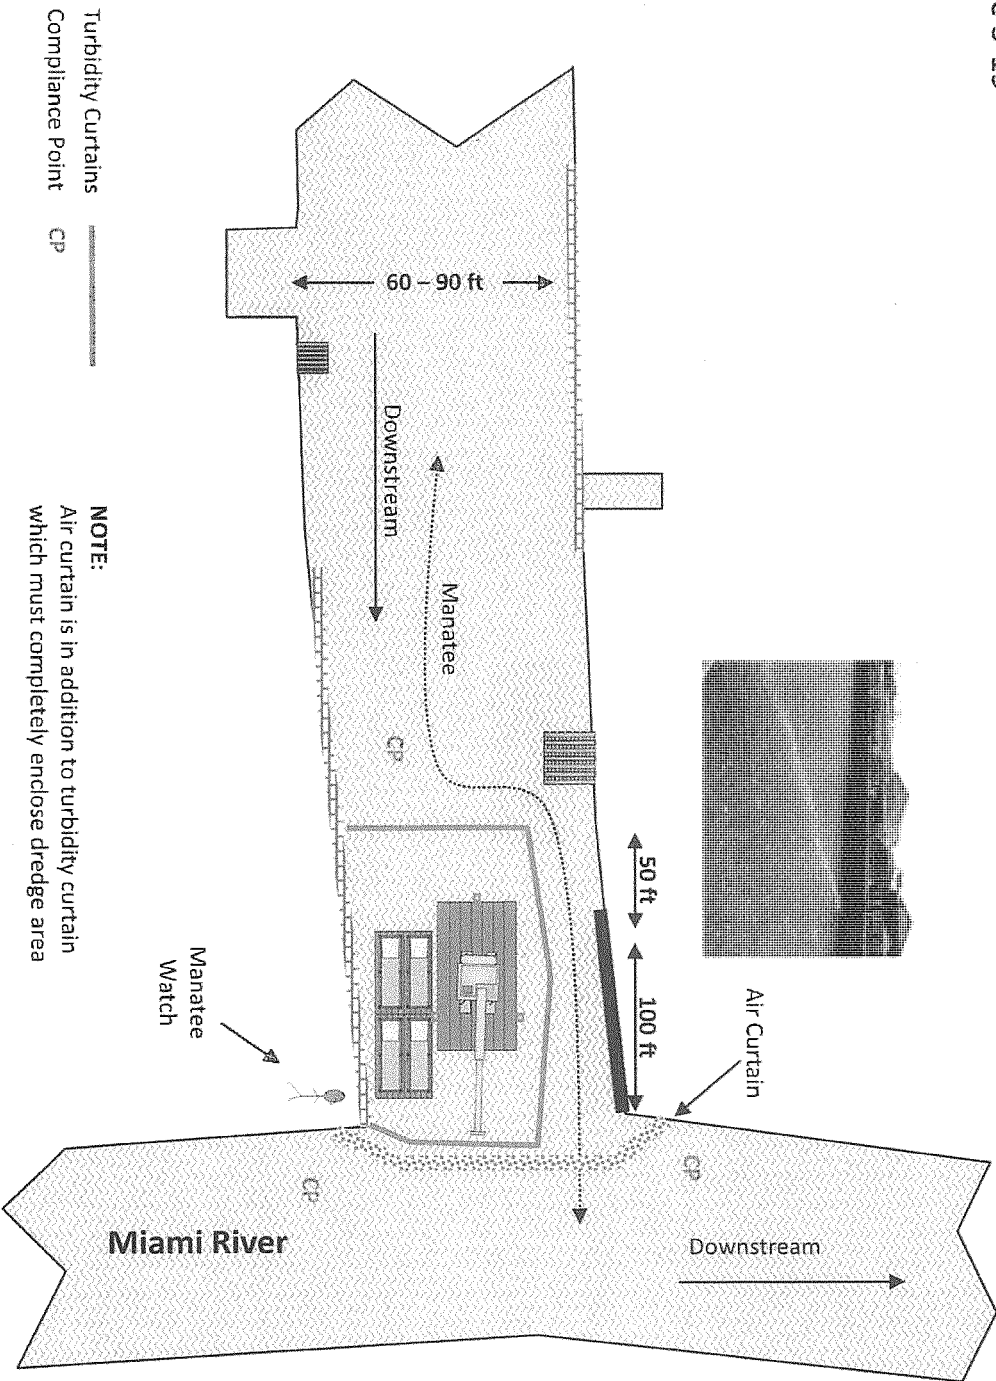 60 – 90 ft
Downstream
Manatee
CP
50 ft
100 ft
Air Curtain
Manatee
Watch
CP
CP
Miami River
Downstream
Turbidity Curtains
Compliance Point CP
NOTE:
Air curtain is in addition to turbidity curtain
which must completely enclose dredge area